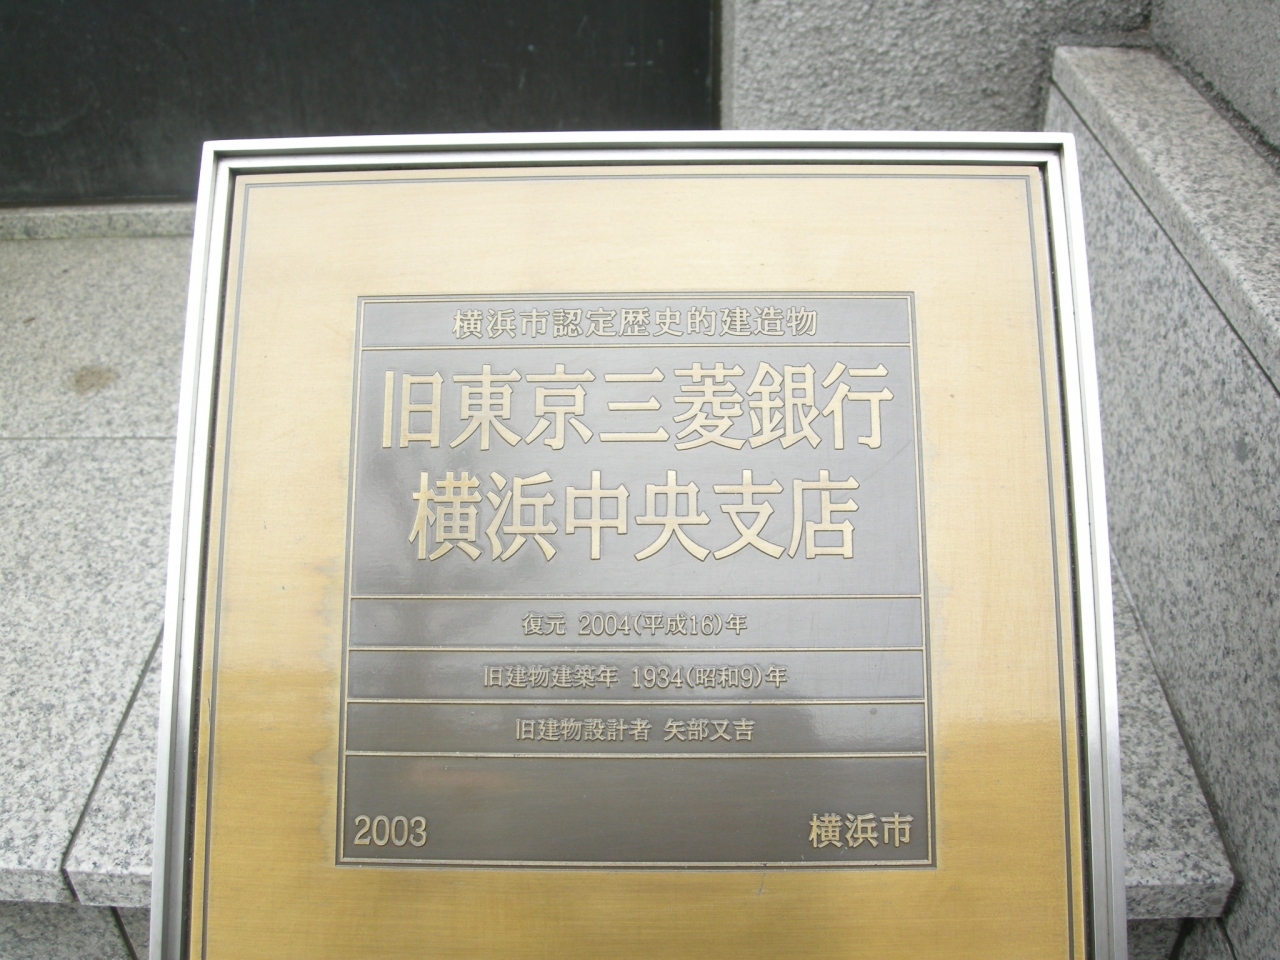 横浜市認定歴史的建造物
旧東京三菱銀行
横浜中央支店
復元 2004(平成16)年
旧建物建築年 1934(昭和9)年
旧建物設計者 矢部又吉
2003 横浜市